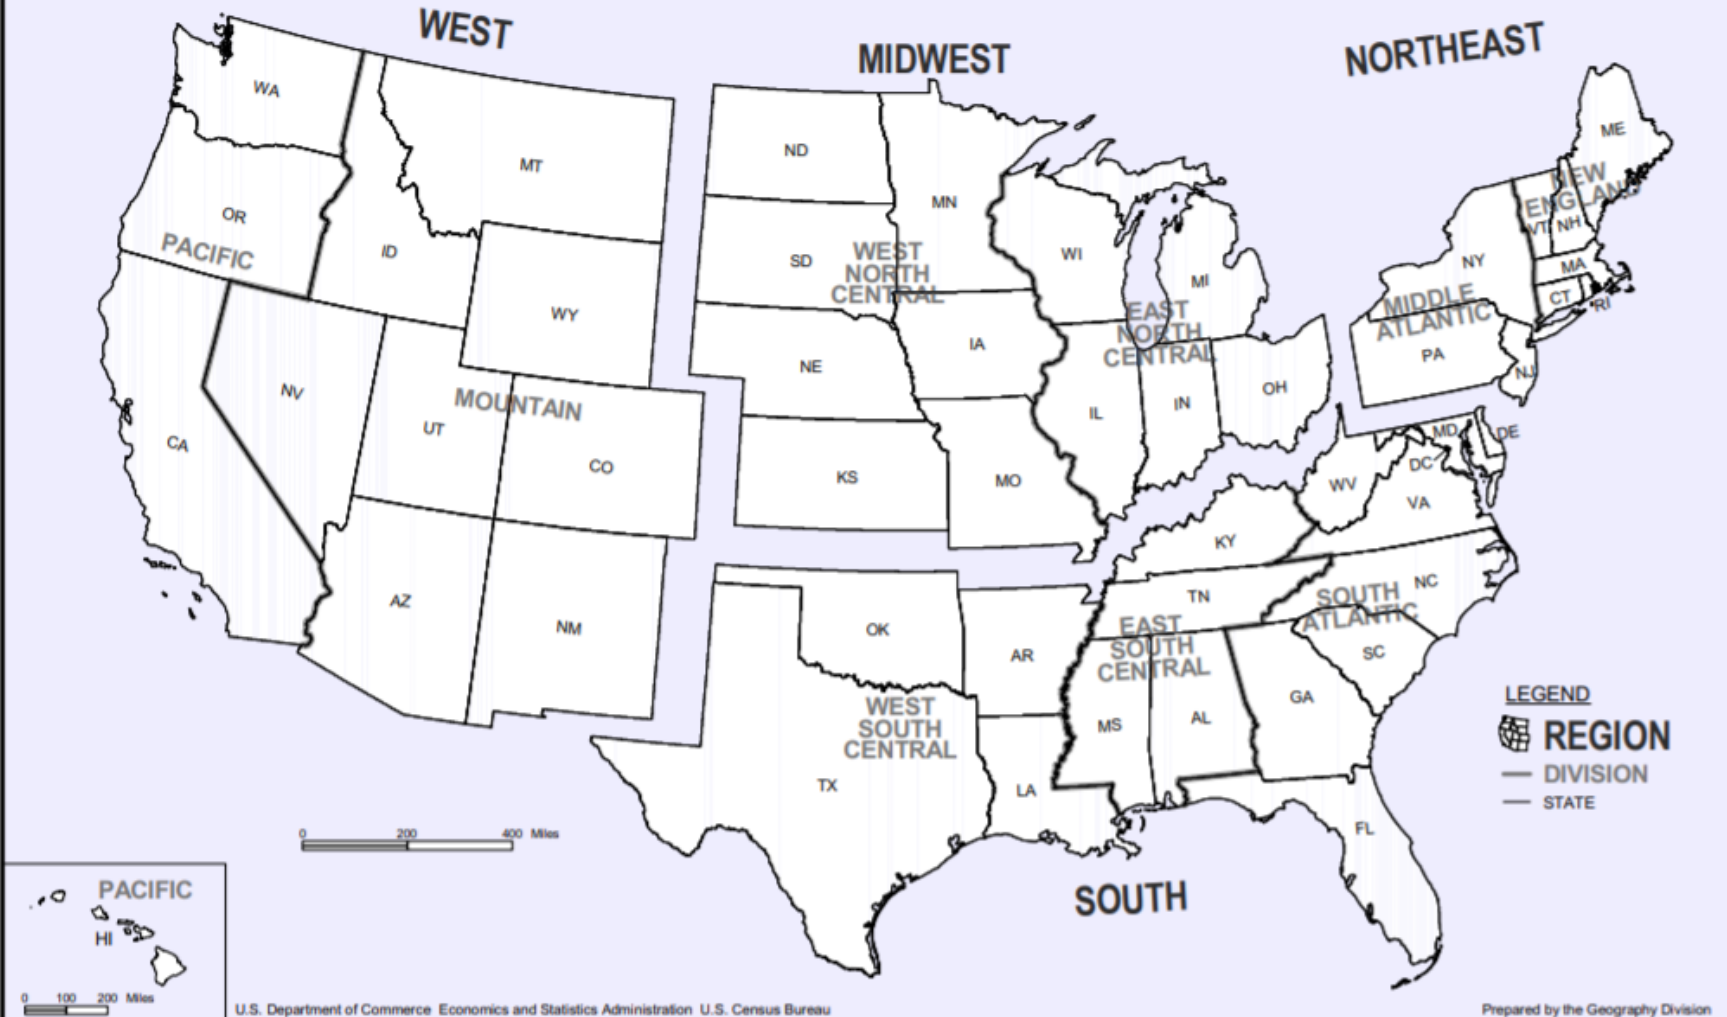 WEST
MIDWEST
NORTHEAST
WA
MT
OR
ID
PACIFIC
WY
NV
MOUNTAIN
UT
CA
CO
AZ
NM
ND
MN
SD
WEST
NORTH
CENTRAL
WI
MI
EAST
NORTH
CENTRAL
NE
IA
IL
IN
OH
KS
MO
ME
NEW
ENGLAND
VT
NH
NY
MA
CT
RI
MIDDLE
ATLANTIC
PA
NJ
MD
DE
DC
WV
VA
KY
TN
NC
SOUTH
ATLANTIC
SC
EAST
SOUTH
CENTRAL
OK
AR
GA
MS
AL
WEST
SOUTH
CENTRAL
TX
LA
FL
SOUTH
LEGEND
REGION
DIVISION
STATE
0 200 400 Miles
PACIFIC
HI
0 100 200 Miles
U.S. Department of Commerce Economics and Statistics Administration U.S. Census Bureau
Prepared by the Geography Division